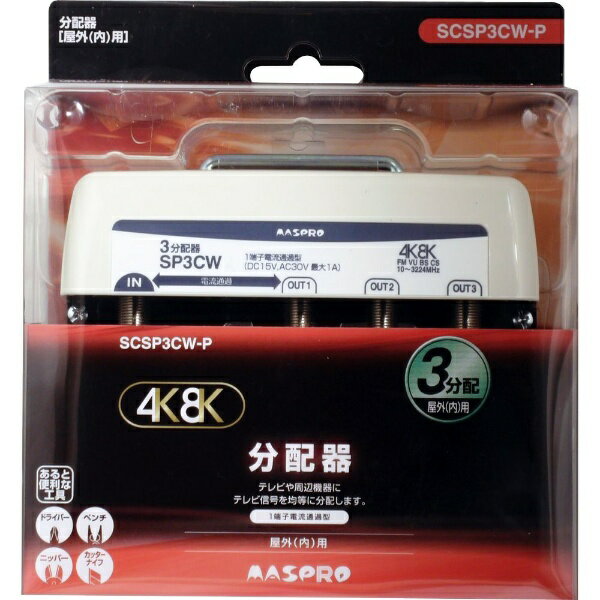 分配器
[屋外(内)用]
SCSP3CW-P
MASPRO
3分配器
SP3CW
1端子電流通過型
(DC15V,AC30V 最大1A)
4K8K
FM VU BS CS
10~3224MHz
IN
電流通過
OUT1
OUT2
OUT3
SCSP3CW-P
4K8K
3分配
屋外(内)用
分配器
テレビや周辺機器に
テレビ信号を均等に分配します。
1端子電流通過型
屋外(内)用
MASPRO
あると
便利な
工具
ドライバー
ペンチ
ニッパー
カッター
ナイフ